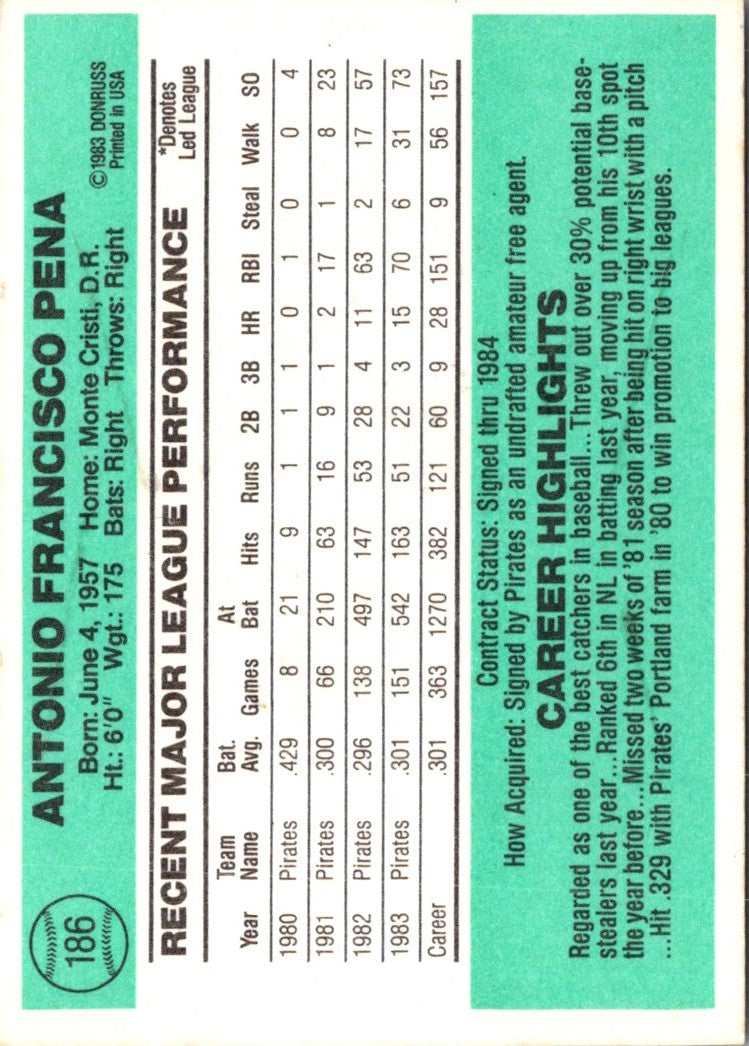 186
ANTONIO FRANCISCO PENA
Born: June 4, 1957 Home: Monte Cristi, D.R.
Ht.: 6'0" Wgt.: 175 Bats: Right Throws: Right
©1983 DONRUSS
Printed in USA
RECENT MAJOR LEAGUE PERFORMANCE
*Denotes
Led League
Team Bat. At
Year Name Avg. Games Bat Hits Runs 2B 3B HR RBI Steal Walk SO
1980 Pirates .429 8 21 9 1 1 1 0 1 0 0 4
1981 Pirates .300 66 210 63 16 9 1 2 17 1 8 23
1982 Pirates .296 138 497 147 53 28 4 11 63 2 17 57
1983 Pirates .301 151 542 163 51 22 3 15 70 6 31 73
Career .301 363 1270 382 121 60 9 28 151 9 56 157
Contract Status: Signed thru 1984
How Acquired: Signed by Pirates as an undrafted amateur free agent.
CAREER HIGHLIGHTS
Regarded as one of the best catchers in baseball...Threw out over 30% potential base-
stealers last year...Ranked 6th in NL in batting last year, moving up from his 10th spot
the year before...Missed two weeks of '81 season after being hit on right wrist with a pitch
...Hit .329 with Pirates' Portland farm in '80 to win promotion to big leagues.